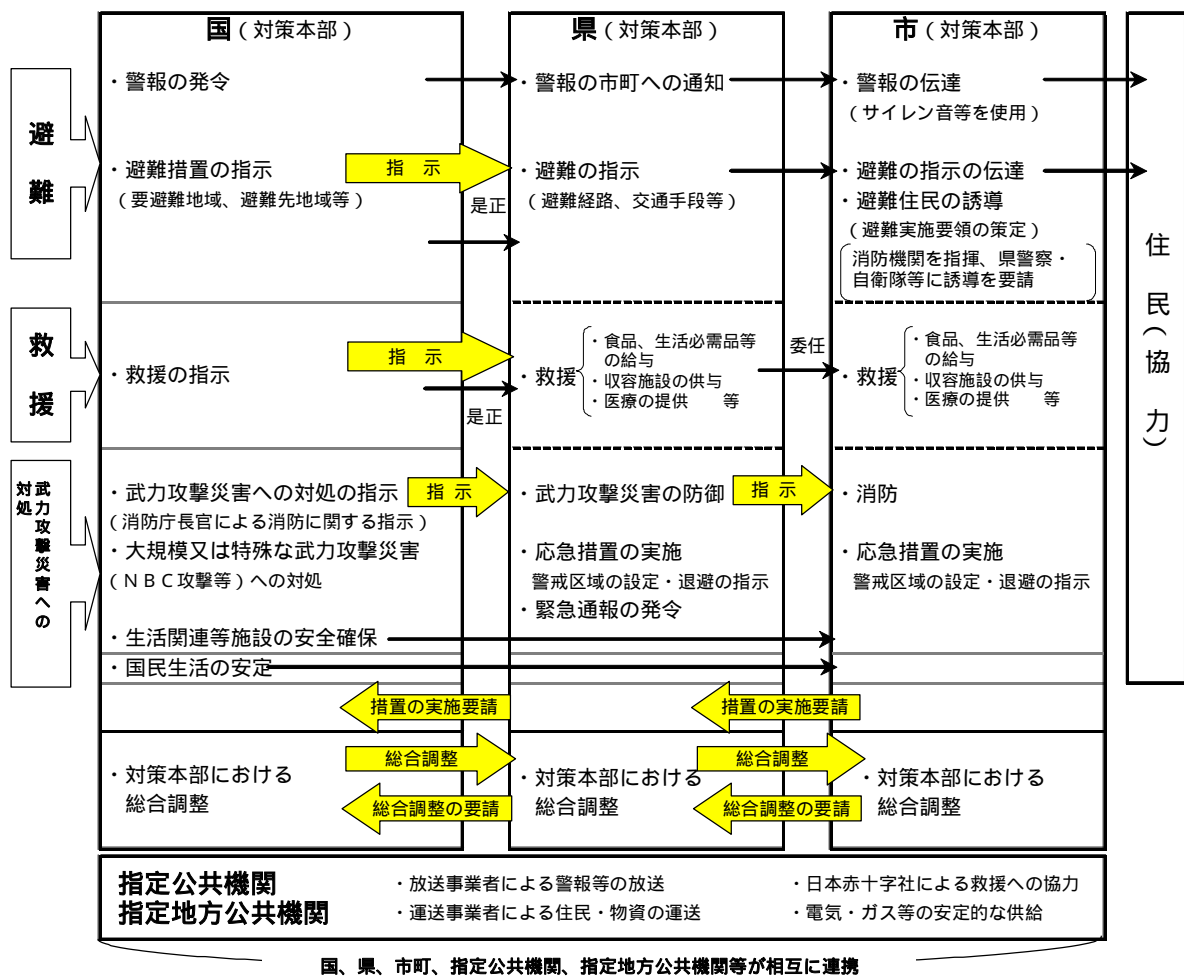 国(対策本部)
県(対策本部)
市(対策本部)
避難
・警報の発令
・警報の市町への通知
・警報の伝達
(サイレン音等を使用)
・避難措置の指示
(要避難地域、避難先地域等)
指 示
是正
・避難の指示
(避難経路、交通手段等)
・避難の指示の伝達
・避難住民の誘導
(避難実施要領の策定)
消防機関を指揮、県警察・
自衛隊等に誘導を要請
住民(協力)
救援
・救援の指示
指 示
是正
・救援
・食品、生活必需品等
の給与
・収容施設の供与
・医療の提供 等
委任
・救援
・食品、生活必需品等
の給与
・収容施設の供与
・医療の提供 等
武力攻撃災害への
対処
・武力攻撃災害への対処の指示
(消防庁長官による消防に関する指示)
・大規模又は特殊な武力攻撃災害
(NBC攻撃等)への対処
指 示
・武力攻撃災害の防御
・応急措置の実施
警戒区域の設定・退避の指示
・緊急通報の発令
指 示
・消防
・応急措置の実施
警戒区域の設定・退避の指示
・生活関連等施設の安全確保
・国民生活の安定
措置の実施要請
措置の実施要請
・対策本部における
総合調整
総合調整
総合調整の要請
・対策本部における
総合調整
総合調整
総合調整の要請
・対策本部における
総合調整
指定公共機関
指定地方公共機関
・放送事業者による警報等の放送
・運送事業者による住民・物資の運送
・日本赤十字社による救援への協力
・電気・ガス等の安定的な供給
国、県、市町、指定公共機関、指定地方公共機関等が相互に連携